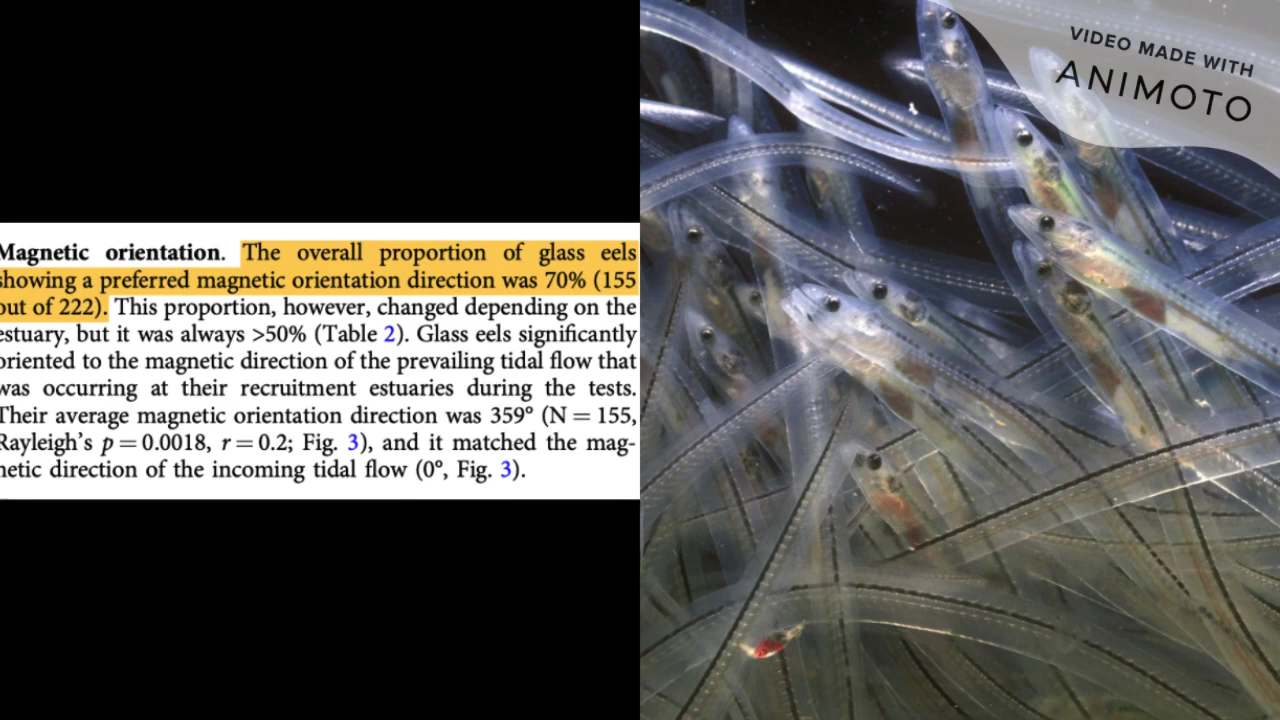 Magnetic orientation. The overall proportion of glass eels
showing a preferred magnetic orientation direction was 70% (155
out of 222). This proportion, however, changed depending on the
estuary, but it was always >50% (Table 2). Glass eels significantly
oriented to the magnetic direction of the prevailing tidal flow that
was occurring at their recruitment estuaries during the tests.
Their average magnetic orientation direction was 359° (N = 155,
Rayleigh's p = 0.0018, r = 0.2; Fig. 3), and it matched the mag-
netic direction of the incoming tidal flow (0°, Fig. 3).
VIDEO MADE WITH
ANIMOTO